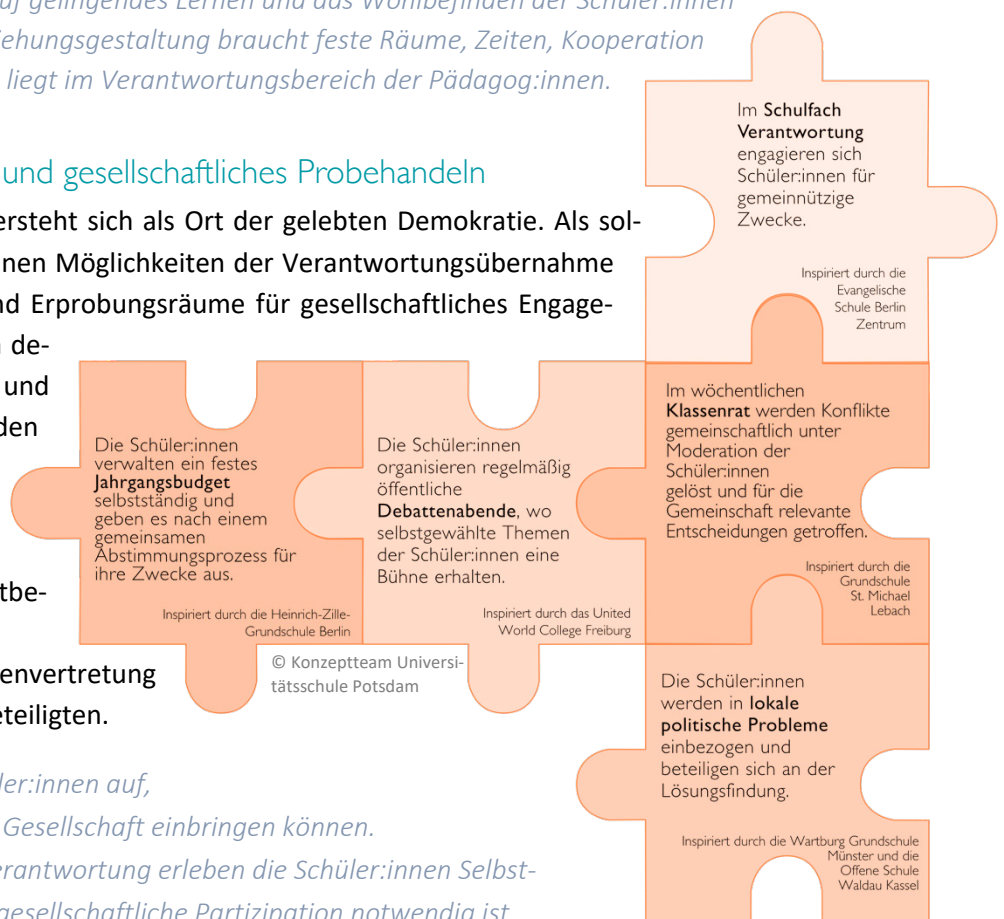 uf gelingendes Lernen und das Wohlbefinden der Schüler:innen
iehungsgestaltung braucht feste Räume, Zeiten, Kooperation
liegt im Verantwortungsbereich der Pädagog:innen.
und gesellschaftliches Probehandeln
ersteht sich als Ort der gelebten Demokratie. Als sol-
nen Möglichkeiten der Verantwortungsübernahme
nd Erprobungsräume für gesellschaftliches Engage-
de-
und
den
tbe-
envertretung
eteiligten.
ler:innen auf,
Gesellschaft einbringen können.
erantwortung erleben die Schüler:innen Selbst-
gesellschaftliche Partizipation notwendig ist
Im Schulfach
Verantwortung
engagieren sich
Schüler:innen für
gemeinnützige
Zwecke.
Inspiriert durch die
Evangelische
Schule Berlin
Zentrum
Die Schüler:innen
verwalten ein festes
Jahrgangsbudget
selbstständig und
geben es nach einem
gemeinsamen
Abstimmungsprozess für
ihre Zwecke aus.
Inspiriert durch die Heinrich-Zille-
Grundschule Berlin
Die Schüler:innen
organisieren regelmäßig
öffentliche
Debattenabende, wo
selbstgewählte Themen
der Schüler:innen eine
Bühne erhalten.
Inspiriert durch das United
World College Freiburg
Im wöchentlichen
Klassenrat werden Konflikte
gemeinschaftlich unter
Moderation der
Schüler:innen
gelöst und für die
Gemeinschaft relevante
Entscheidungen getroffen.
Inspiriert durch die
Grundschule
St. Michael
Lebach
© Konzeptteam Universi-
tätsschule Potsdam
Die Schüler:innen
werden in lokale
politische Probleme
einbezogen und
beteiligen sich an der
Lösungsfindung.
Inspiriert durch die Wartburg Grundschule
Münster und die
Offene Schule
Waldau Kassel